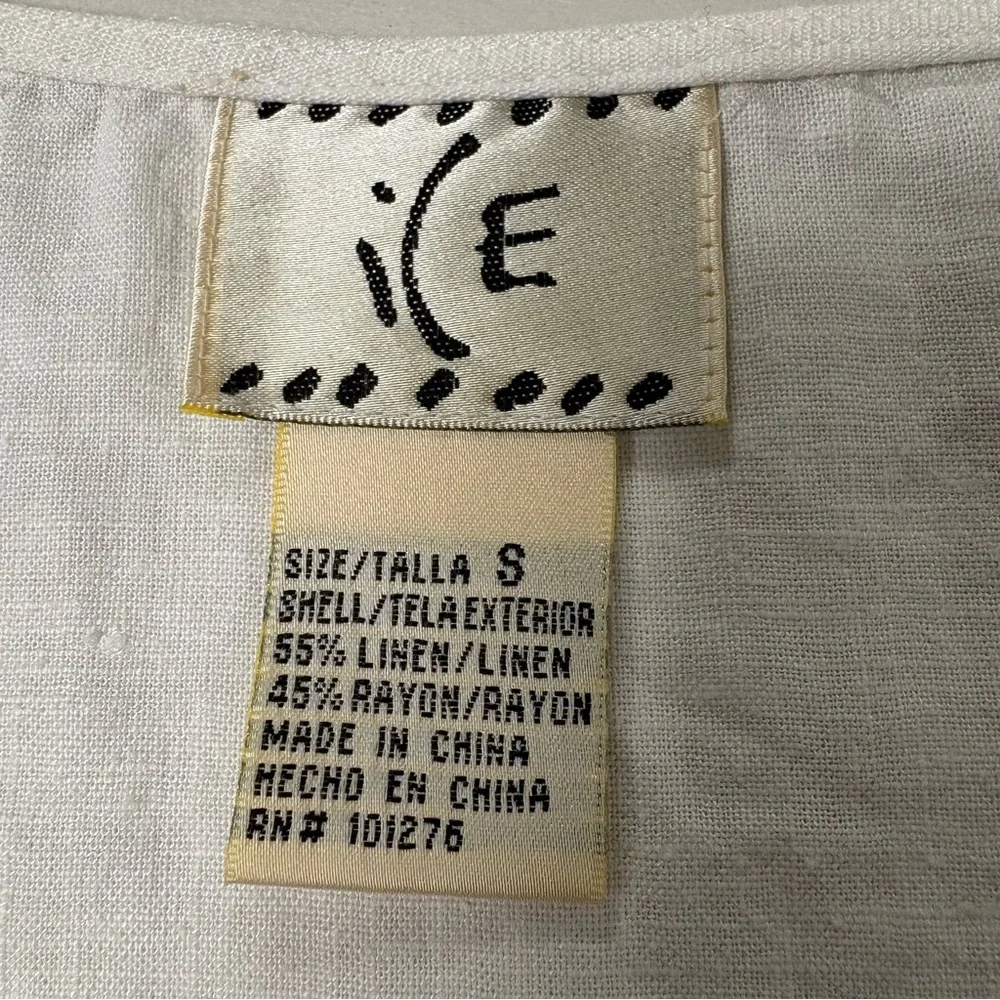 iCE
SIZE/TALLA S
SHELL/TELA EXTERIOR
55% LINEN/LINEN
45% RAYON/RAYON
MADE IN CHINA
HECHO EN CHINA
RN# 101276